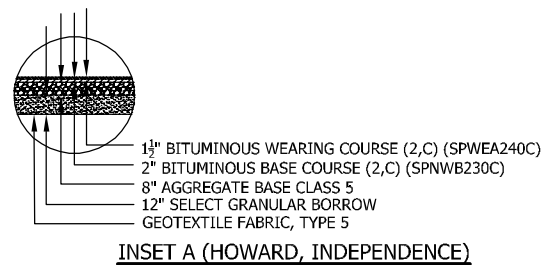 1½" BITUMINOUS WEARING COURSE (2,C) (SPWEA240C)
2" BITUMINOUS BASE COURSE (2,C) (SPNWB230C)
8" AGGREGATE BASE CLASS 5
12" SELECT GRANULAR BORROW
GEOTEXTILE FABRIC, TYPE 5
INSET A (HOWARD, INDEPENDENCE)